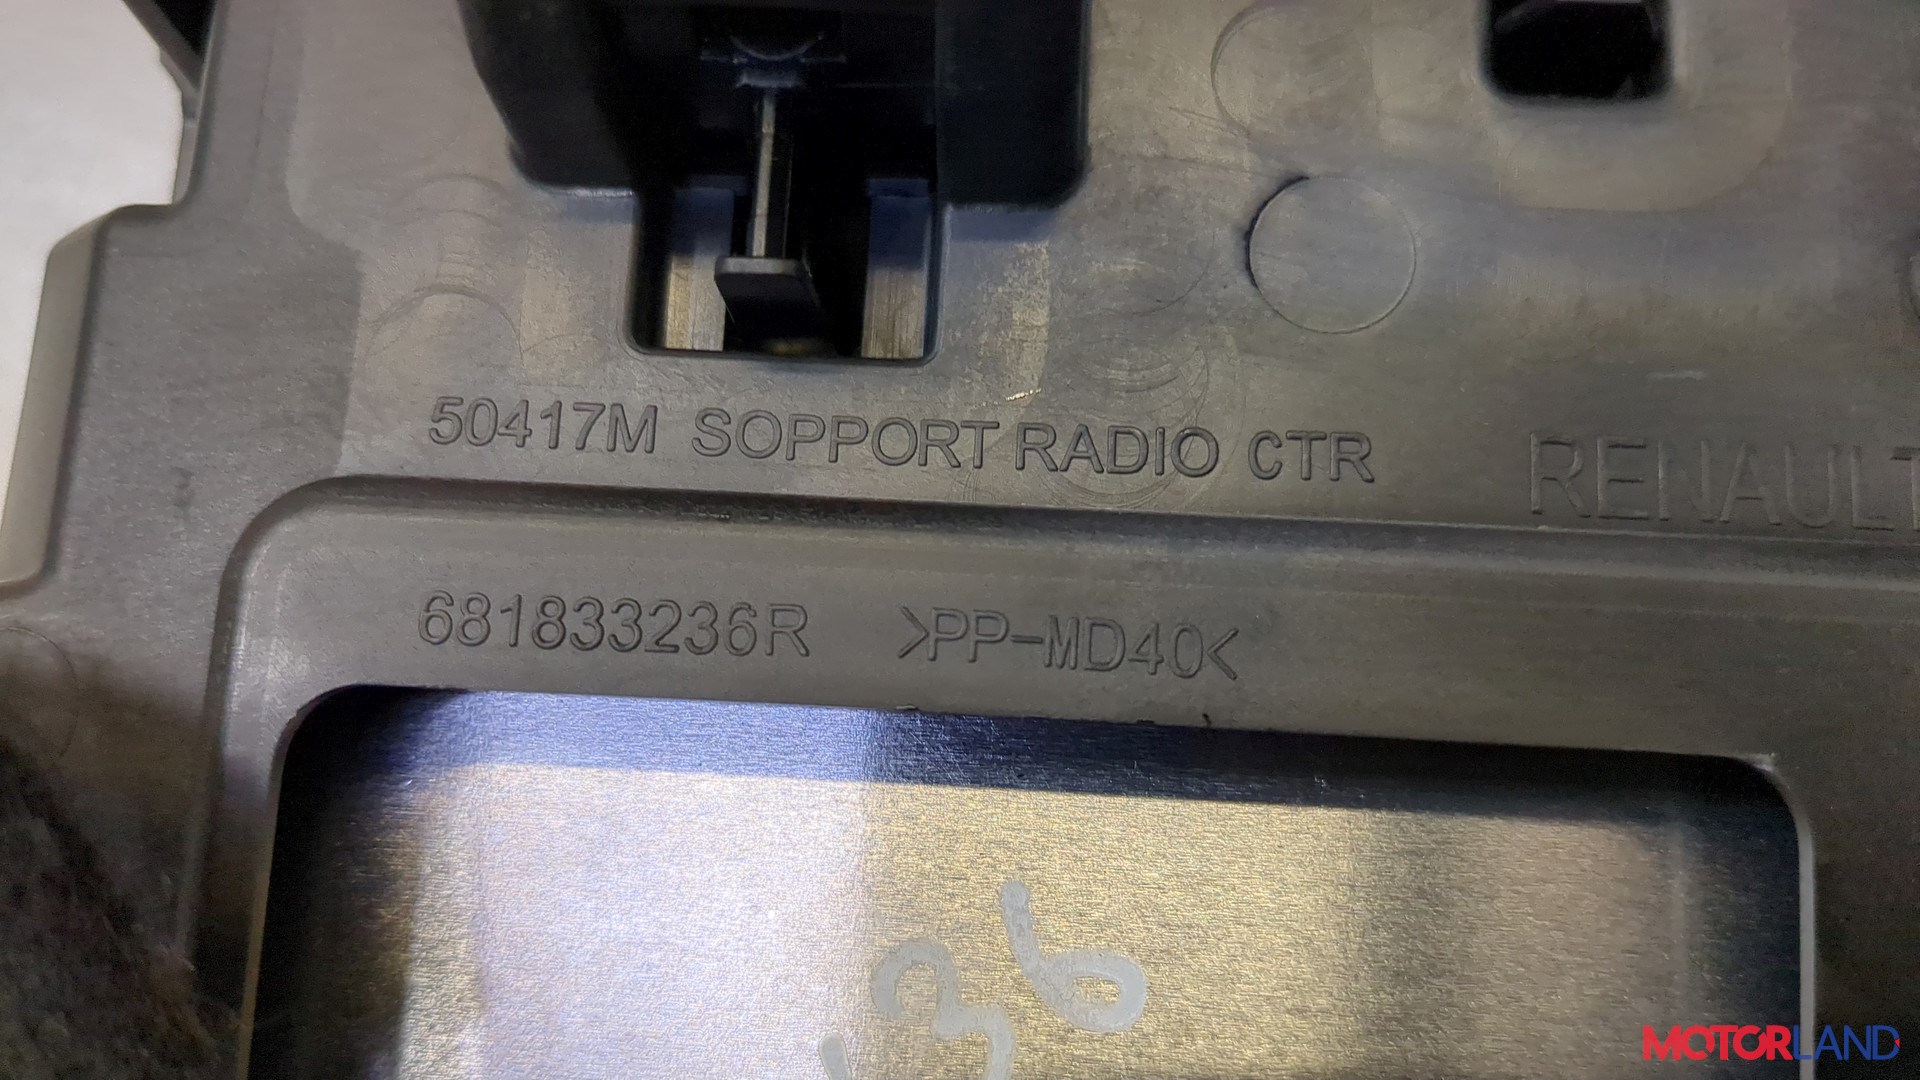 50417M SOPPORT RADIO CTR RENAULT
681833236R >PP-MD40<
36
MOTORLAND